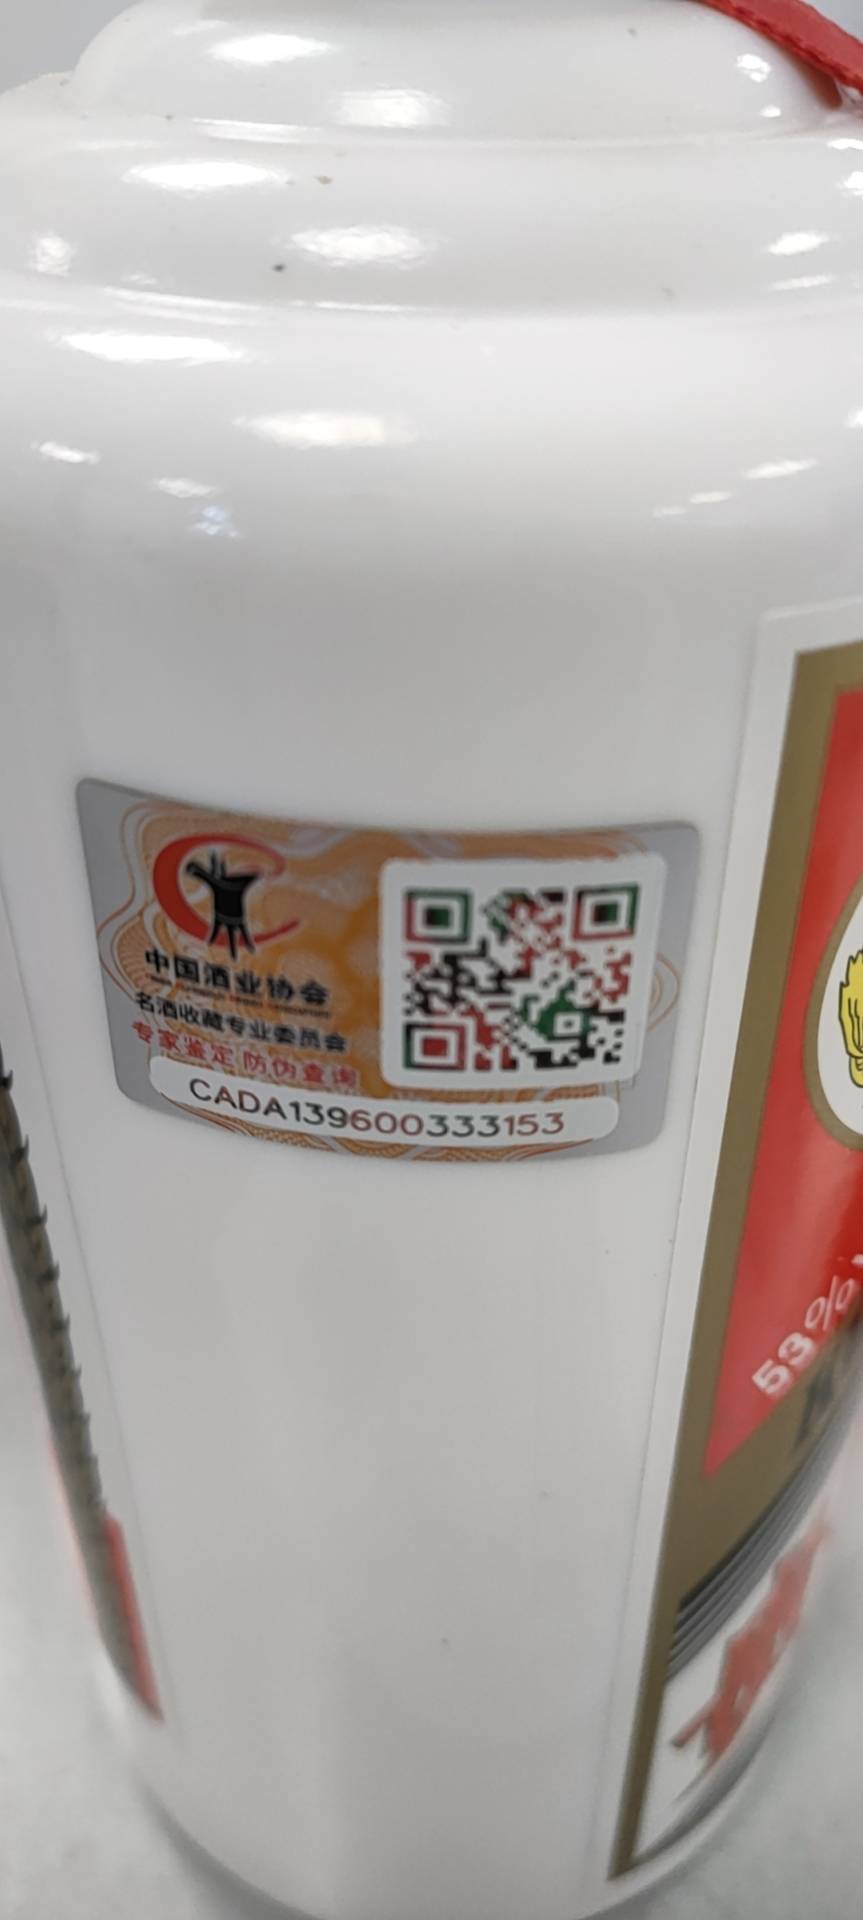 中国酒业协会
名酒收藏专业委员会
专家鉴定 防伪查询
CADA139600333153
53%